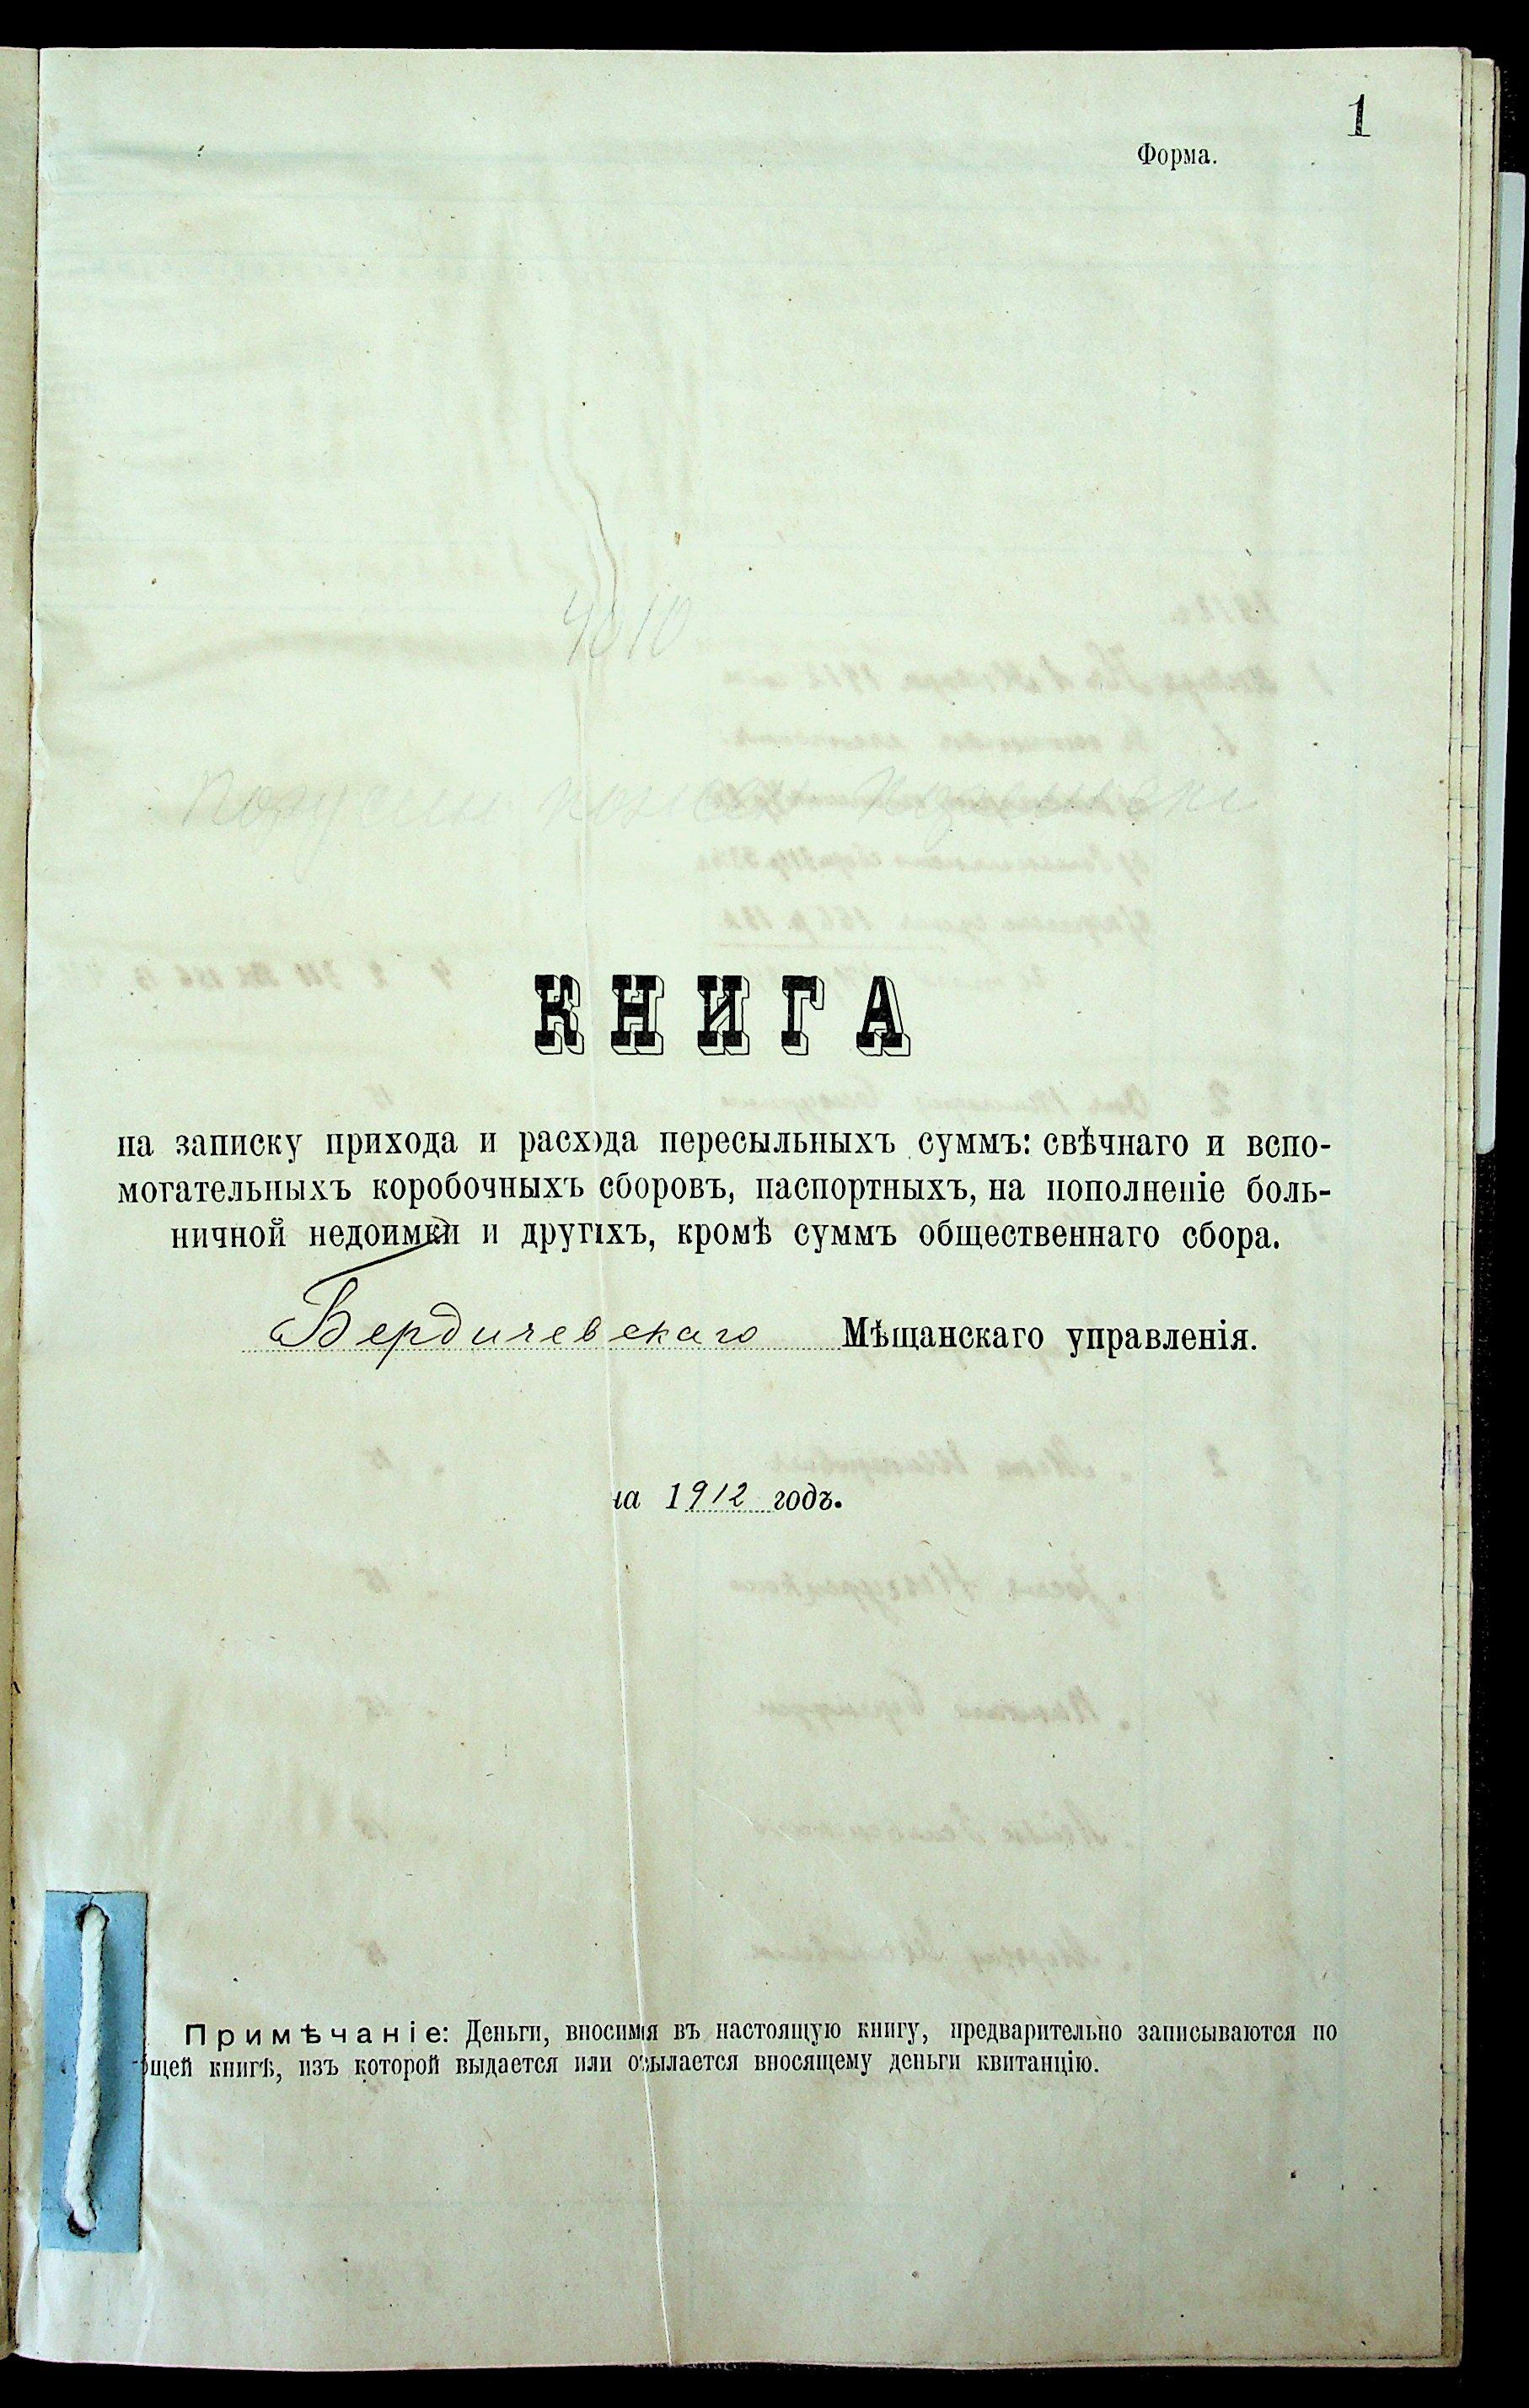 1
Форма.
4010
КНИГА
на записку прихода и расхода пересыльныхъ суммъ: свѣчнаго и вспо-
могательныхъ коробочныхъ сборовъ, паспортныхъ, на пополненіе боль-
ничной недоимки и другихъ, кромѣ суммъ общественнаго сбора.
Бердичевскаго Мѣщанскаго управленія.
на 1912 годъ.
Примѣчаніе: Деньги, вносимыя въ настоящую книгу, предварительно записываются по
общей книгѣ, изъ которой выдается или отсылается вносящему деньги квитанцію.